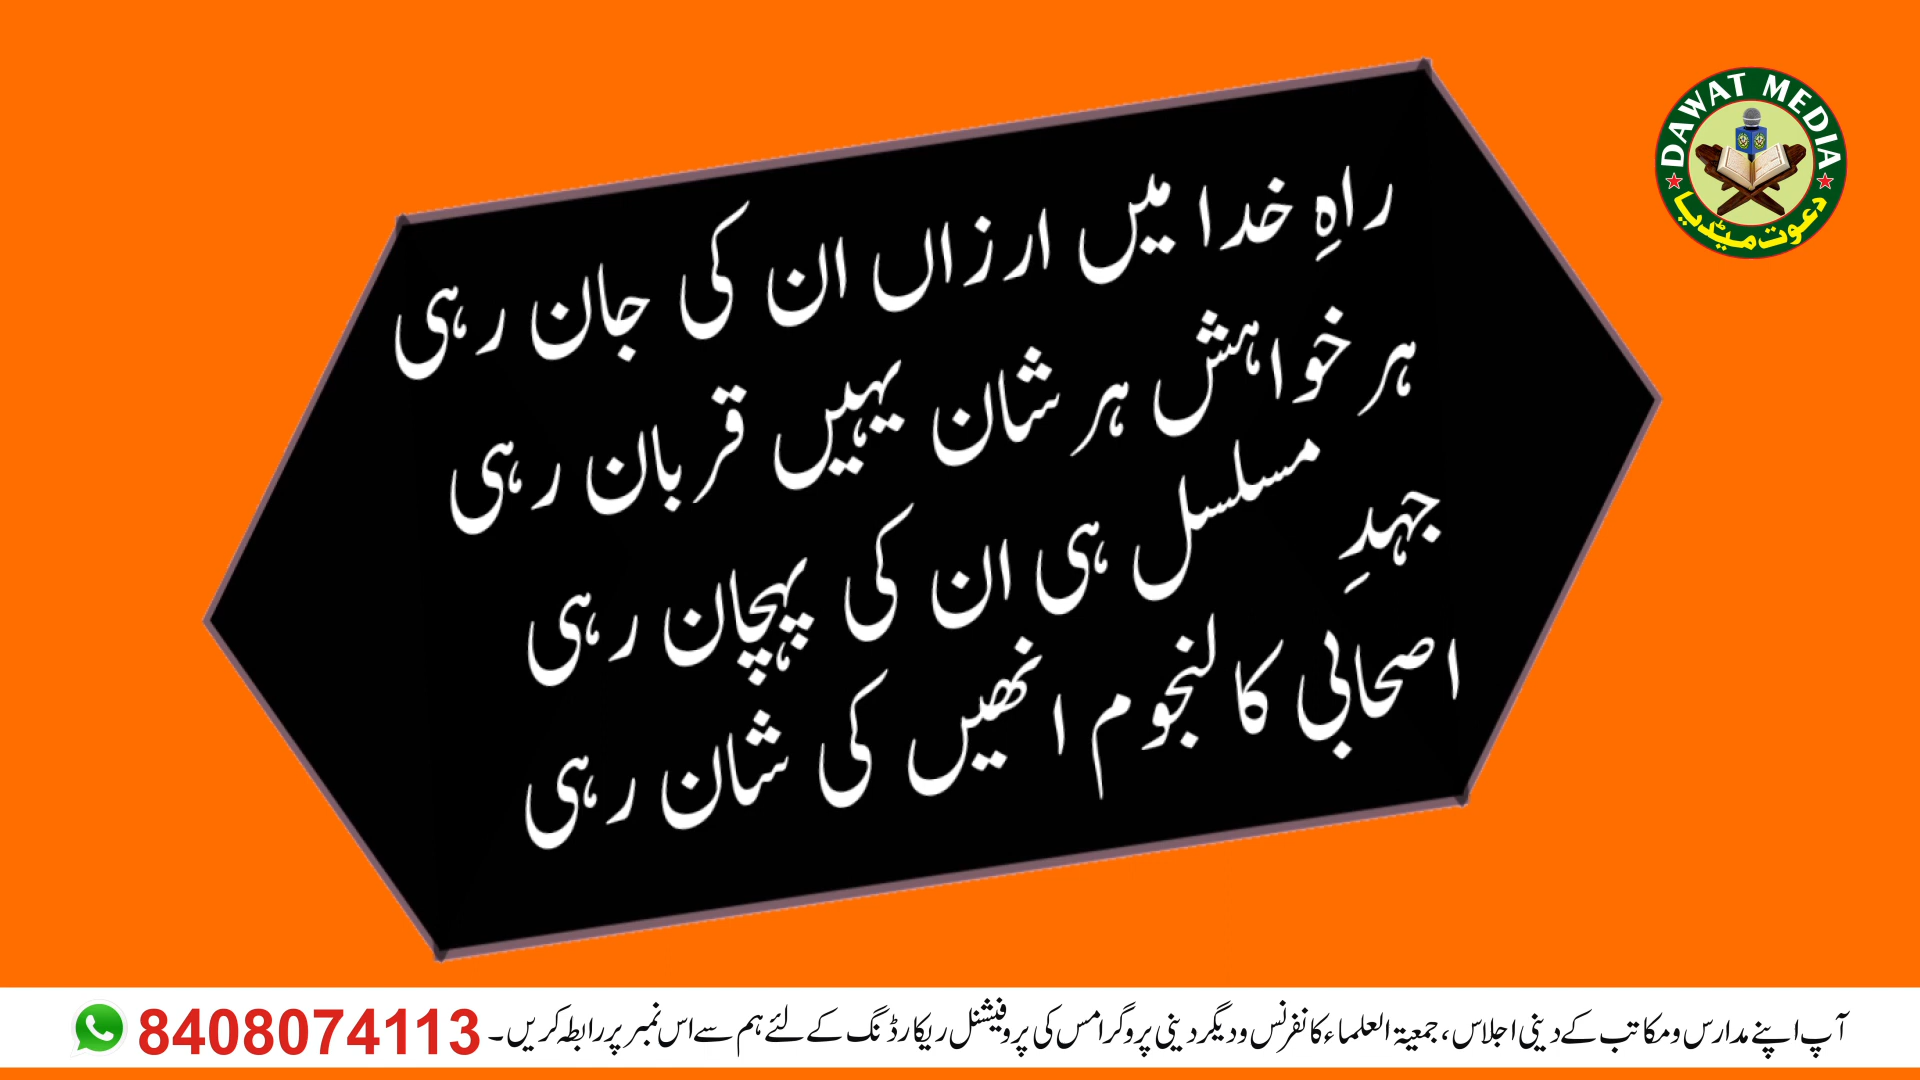 DAWAT MEDIA
دعوت میڈیا
راہِ خدا میں ارزاں ان کی جان رہی
ہر خواہش ہر شان یہیں قربان رہی
جہدِ مسلسل ہی ان کی پہچان رہی
اصحابی کالنجوم انھیں کی شان رہی
آپ اپنے مدارس و مکاتب کے دینی اجلاس، جمعیۃ العلماء کانفرنس و دیگر دینی پروگرامس کی پروفیشنل ریکارڈنگ کے لئے ہم سے اس نمبر پر رابطہ کریں۔ 8408074113